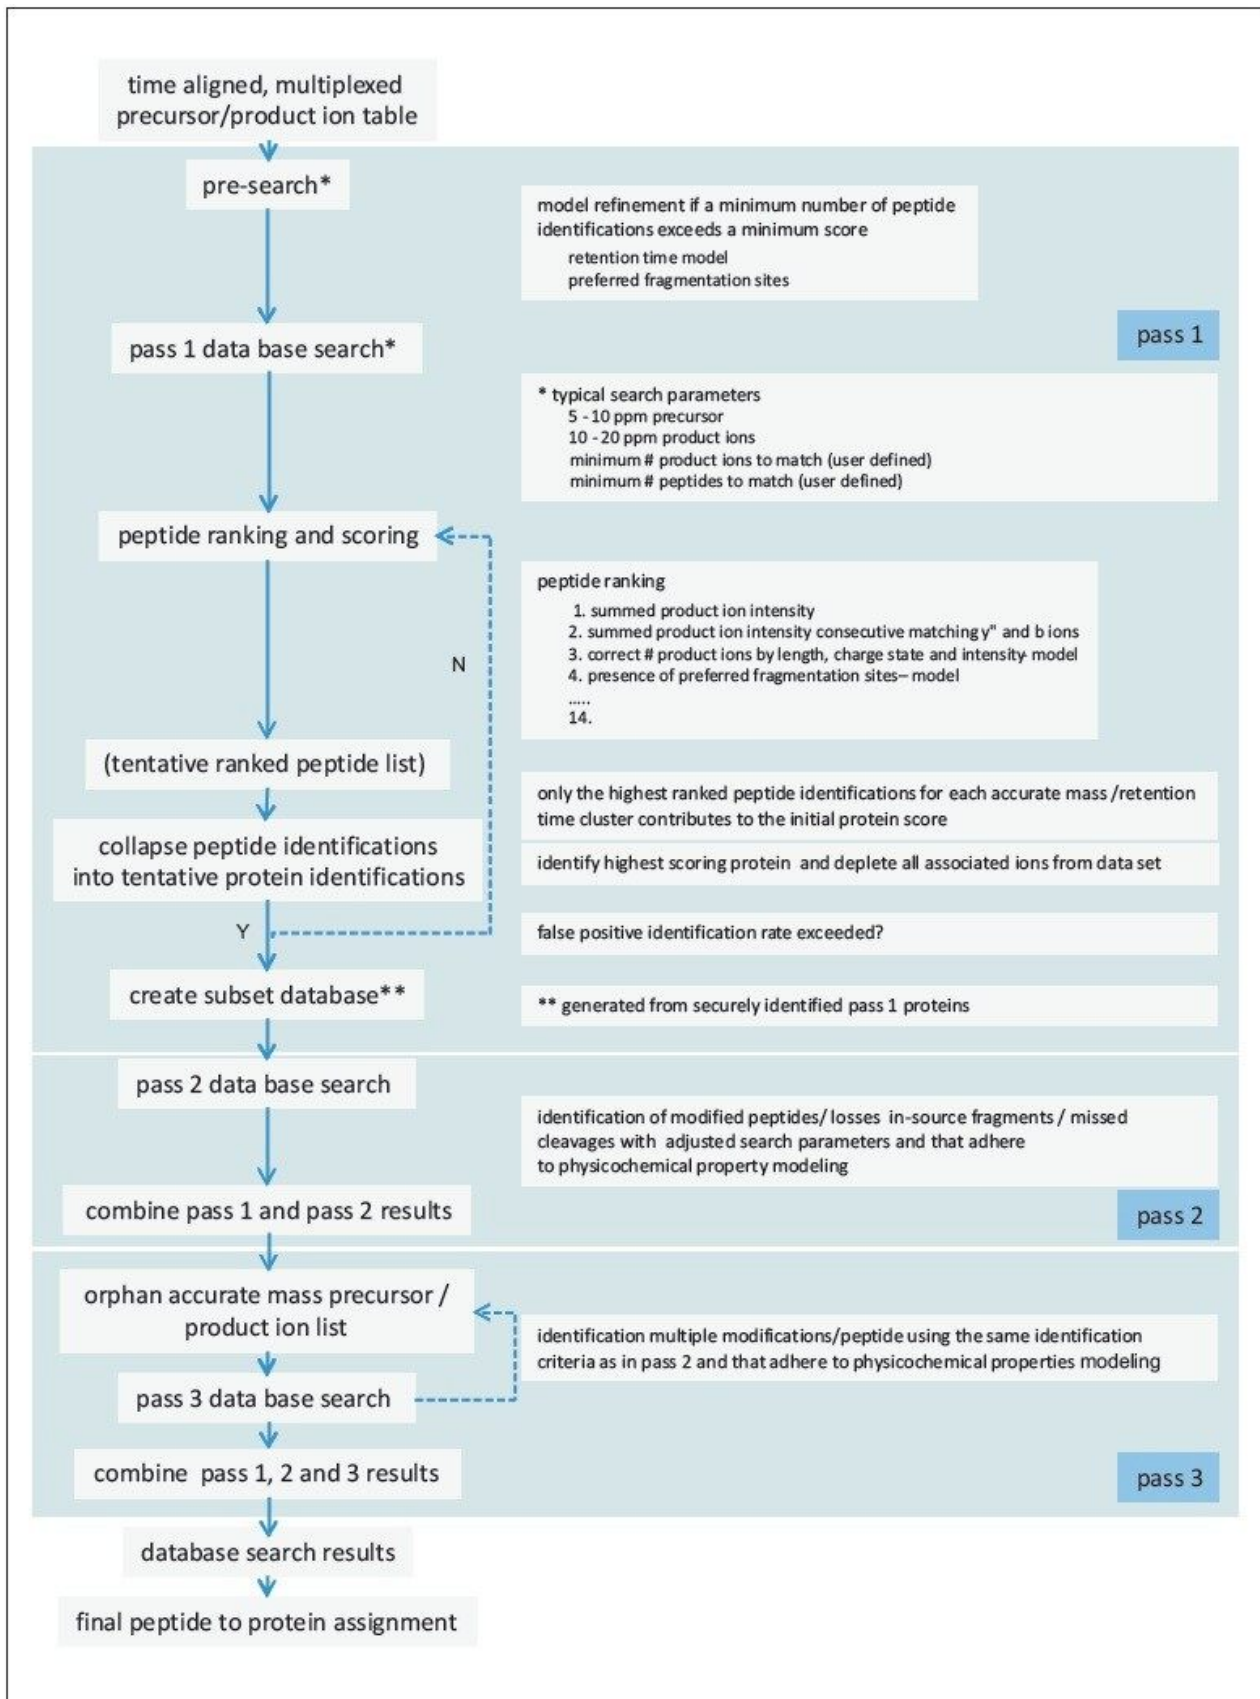 time aligned, multiplexed
precursor/product ion table
pre-search*
model refinement if a minimum number of peptide
identifications exceeds a minimum score
retention time model
preferred fragmentation sites
pass 1
pass 1 data base search*
* typical search parameters
5 - 10 ppm precursor
10 - 20 ppm product ions
minimum # product ions to match (user defined)
minimum # peptides to match (user defined)
peptide ranking and scoring
peptide ranking
1. summed product ion intensity
2. summed product ion intensity consecutive matching y" and b ions
3. correct # product ions by length, charge state and intensity- model
4. presence of preferred fragmentation sites– model
.....
14.
N
(tentative ranked peptide list)
only the highest ranked peptide identifications for each accurate mass /retention
time cluster contributes to the initial protein score
collapse peptide identifications
into tentative protein identifications
identify highest scoring protein and deplete all associated ions from data set
Y
false positive identification rate exceeded?
create subset database**
** generated from securely identified pass 1 proteins
pass 2 data base search
identification of modified peptides/ losses in-source fragments / missed
cleavages with adjusted search parameters and that adhere
to physicochemical property modeling
combine pass 1 and pass 2 results
pass 2
orphan accurate mass precursor /
product ion list
identification multiple modifications/peptide using the same identification
criteria as in pass 2 and that adhere to physicochemical properties modeling
pass 3 data base search
combine pass 1, 2 and 3 results
pass 3
database search results
final peptide to protein assignment